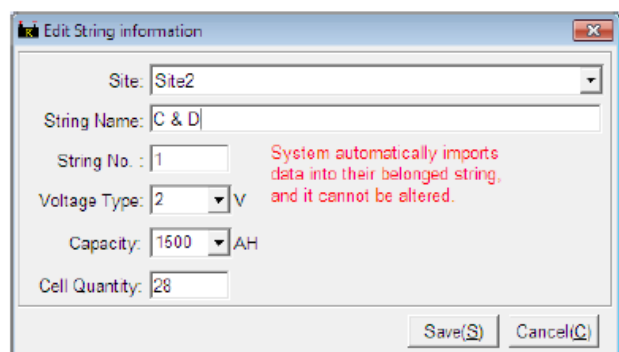 Edit String information
Site: Site2
String Name: C & D
String No. : 1
System automatically imports
data into their belonged string,
and it cannot be altered.
Voltage Type: 2 V
Capacity: 1500 AH
Cell Quantity: 28
Save(S) Cancel(C)